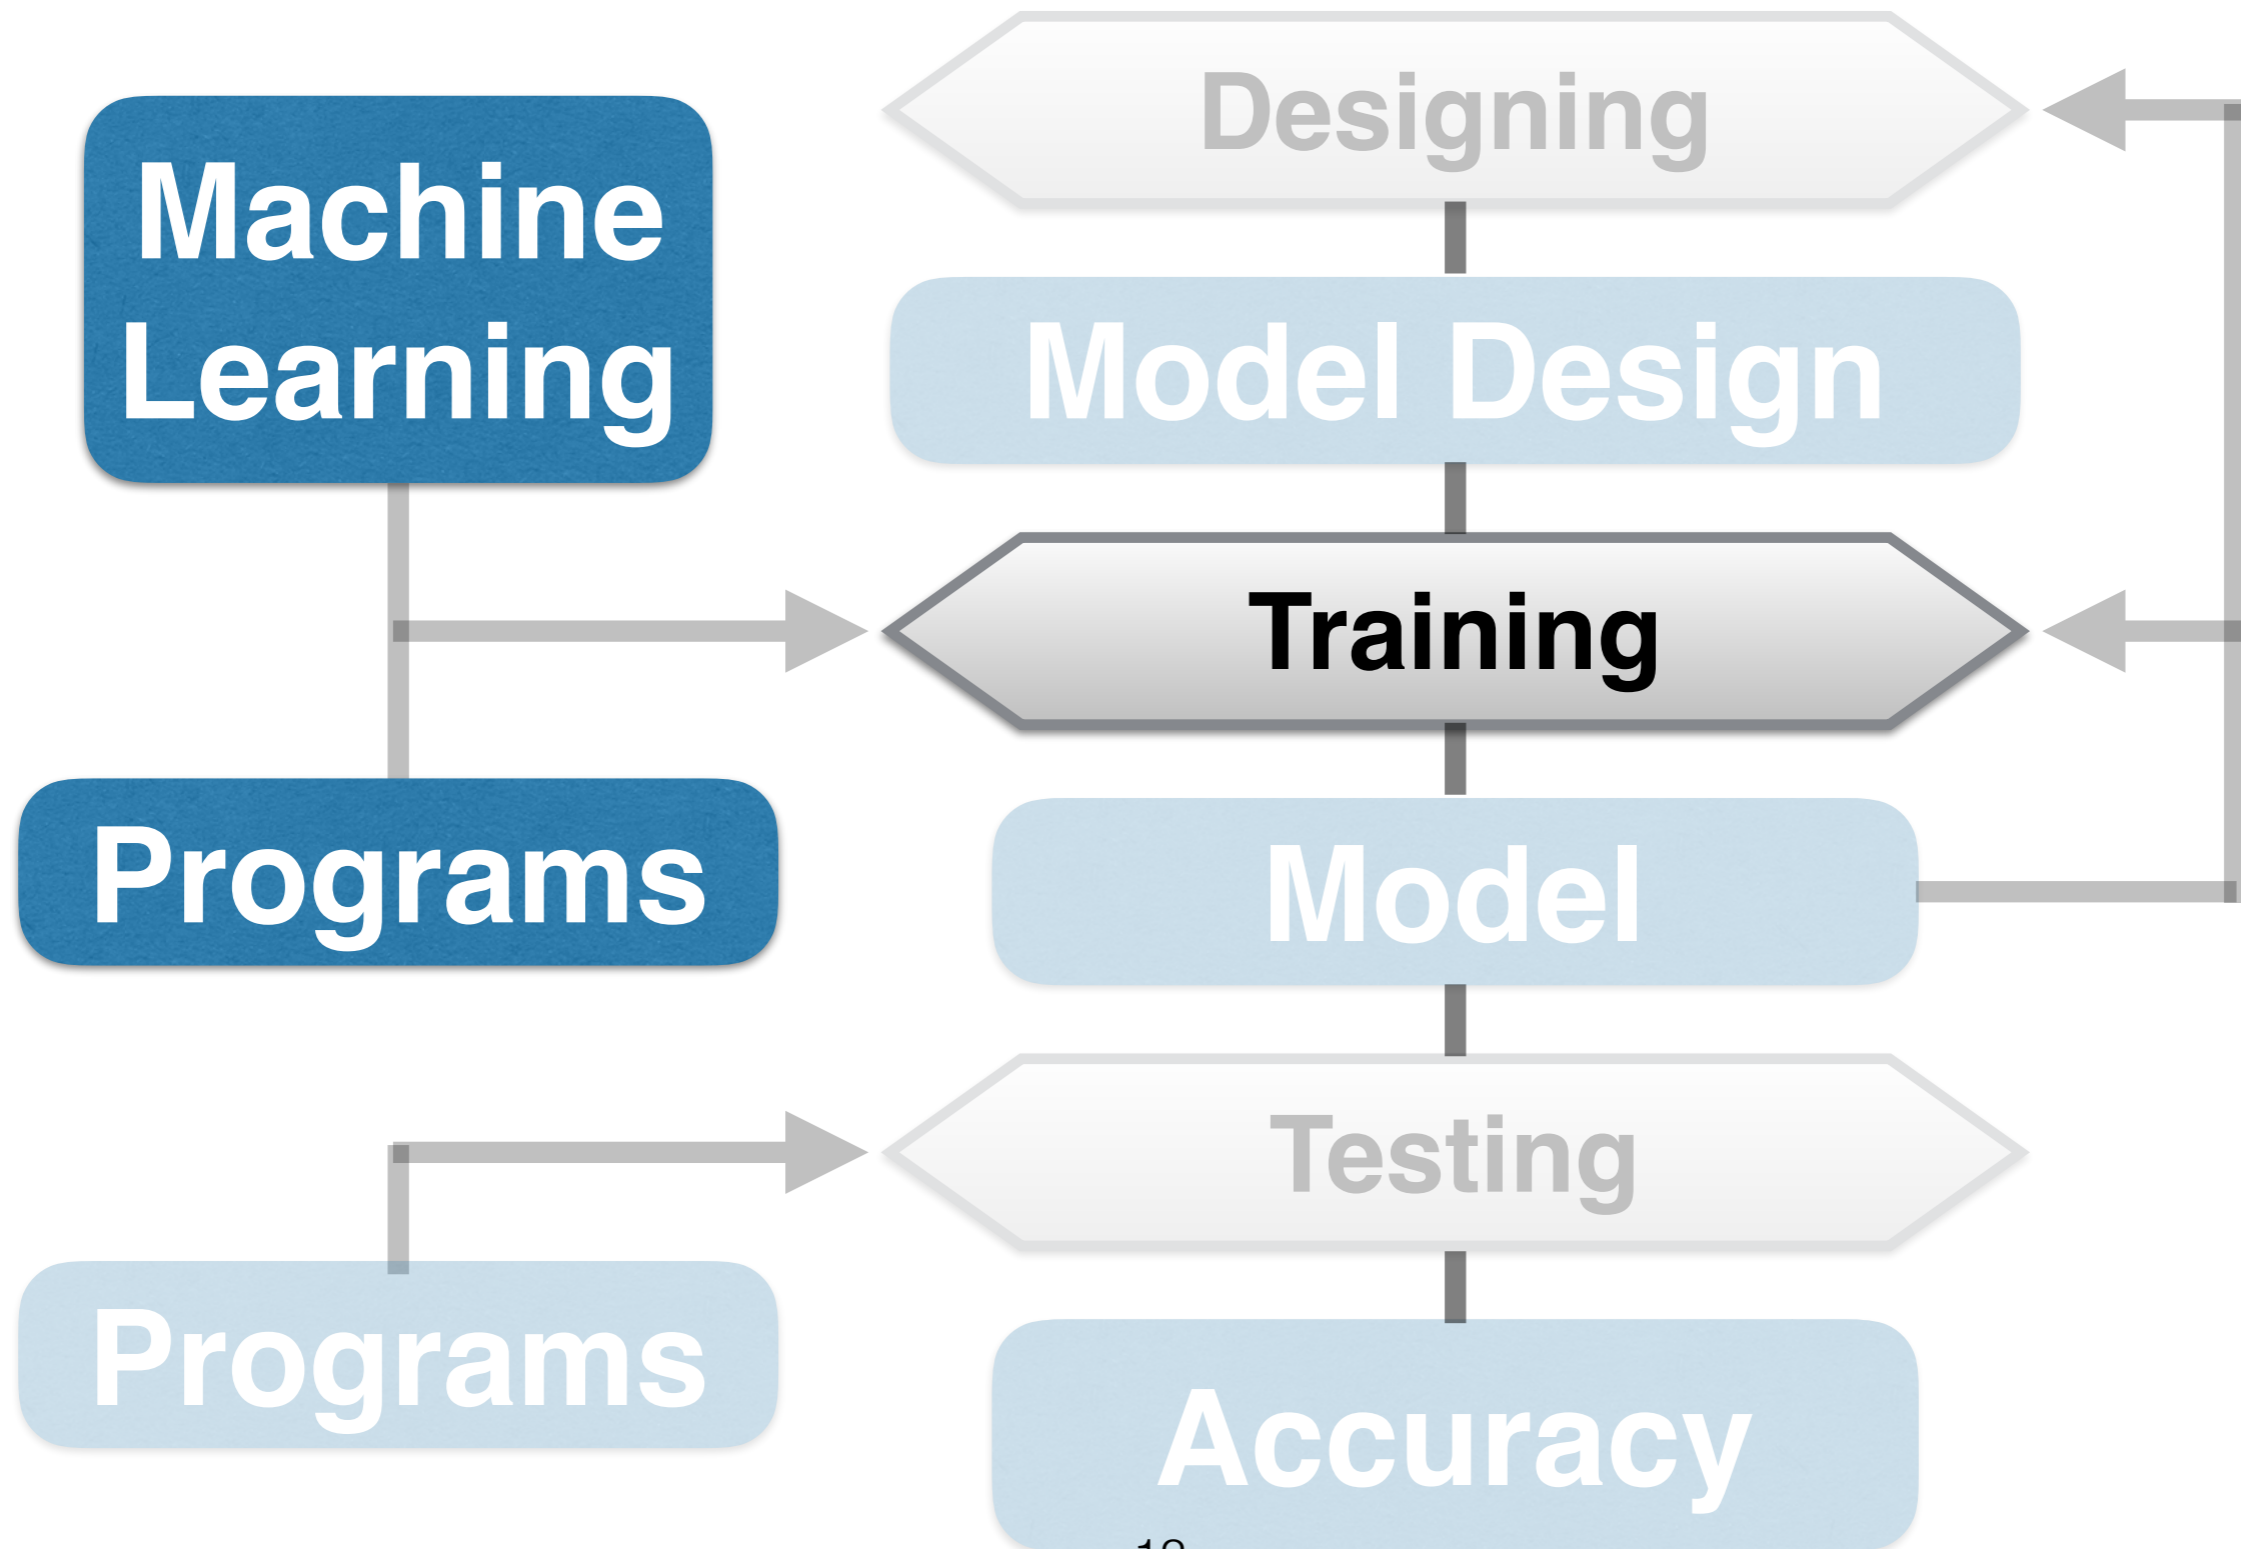 Machine
Learning
Designing
Model Design
Training
Programs
Model
Testing
Programs
Accuracy